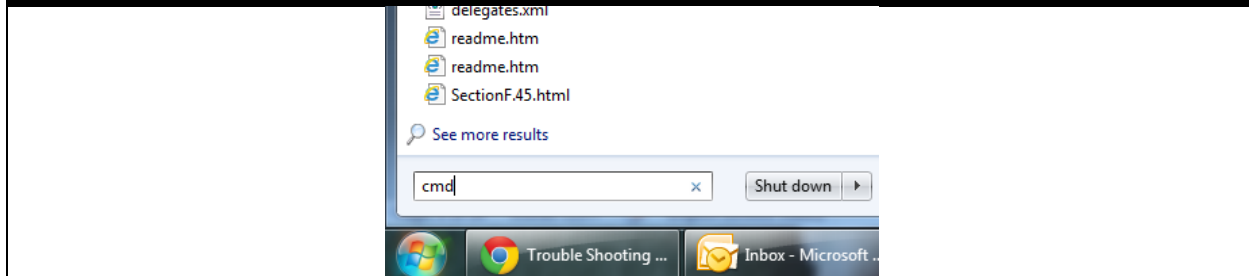 delegates.xml
readme.htm
readme.htm
SectionF.45.html
See more results
cmd
Shut down
Trouble Shooting ...
Inbox - Microsoft ..